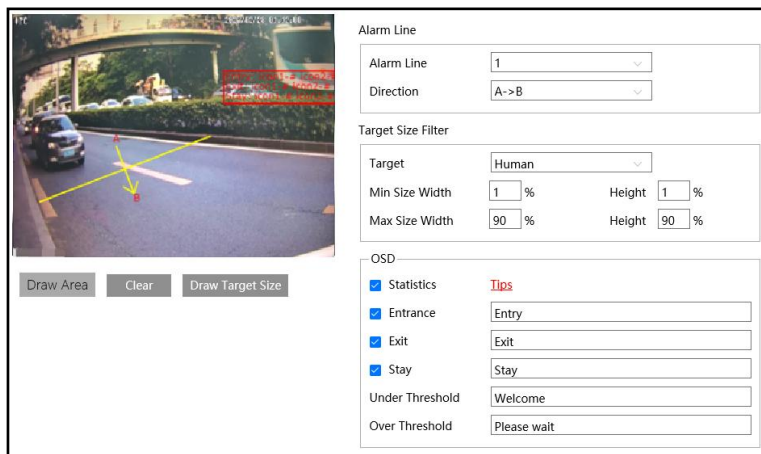 Alarm Line
Alarm Line 1
Direction A->B
Target Size Filter
Target Human
Min Size Width 1 % Height 1 %
Max Size Width 90 % Height 90 %
A
B
Draw Area Clear Draw Target Size
OSD
Statistics Tips
Entrance Entry
Exit Exit
Stay Stay
Under Threshold Welcome
Over Threshold Please wait